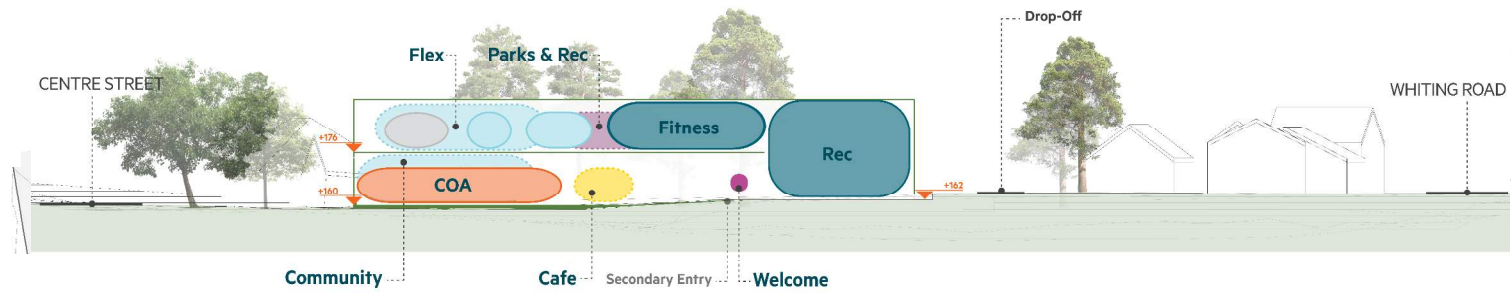 Drop-Off
Flex
Parks & Rec
CENTRE STREET
WHITING ROAD
+176
Fitness
Rec
+160
COA
+162
Community
Cafe
Secondary Entry
Welcome